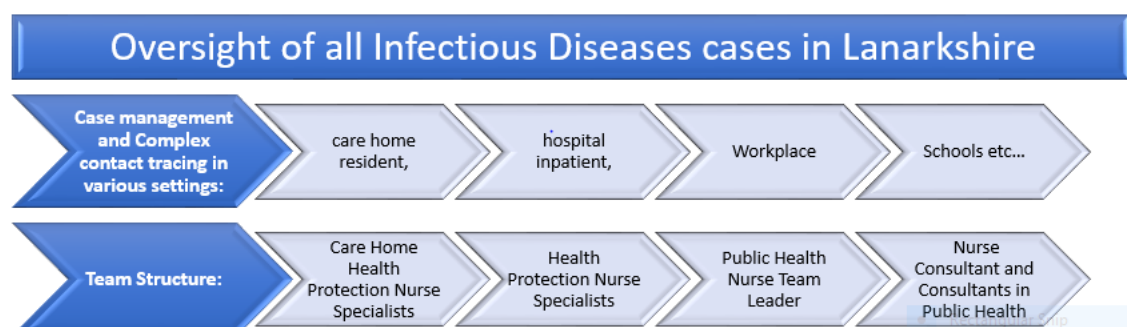 Oversight of all Infectious Diseases cases in Lanarkshire
Case management
and Complex
contact tracing in
various settings:
care home
resident,
hospital
inpatient,
Workplace
Schools etc...
Team Structure:
Care Home
Health
Protection Nurse
Specialists
Health
Protection Nurse
Specialists
Public Health
Nurse Team
Leader
Nurse
Consultant and
Consultants in
Public Health
Rectangular Snip